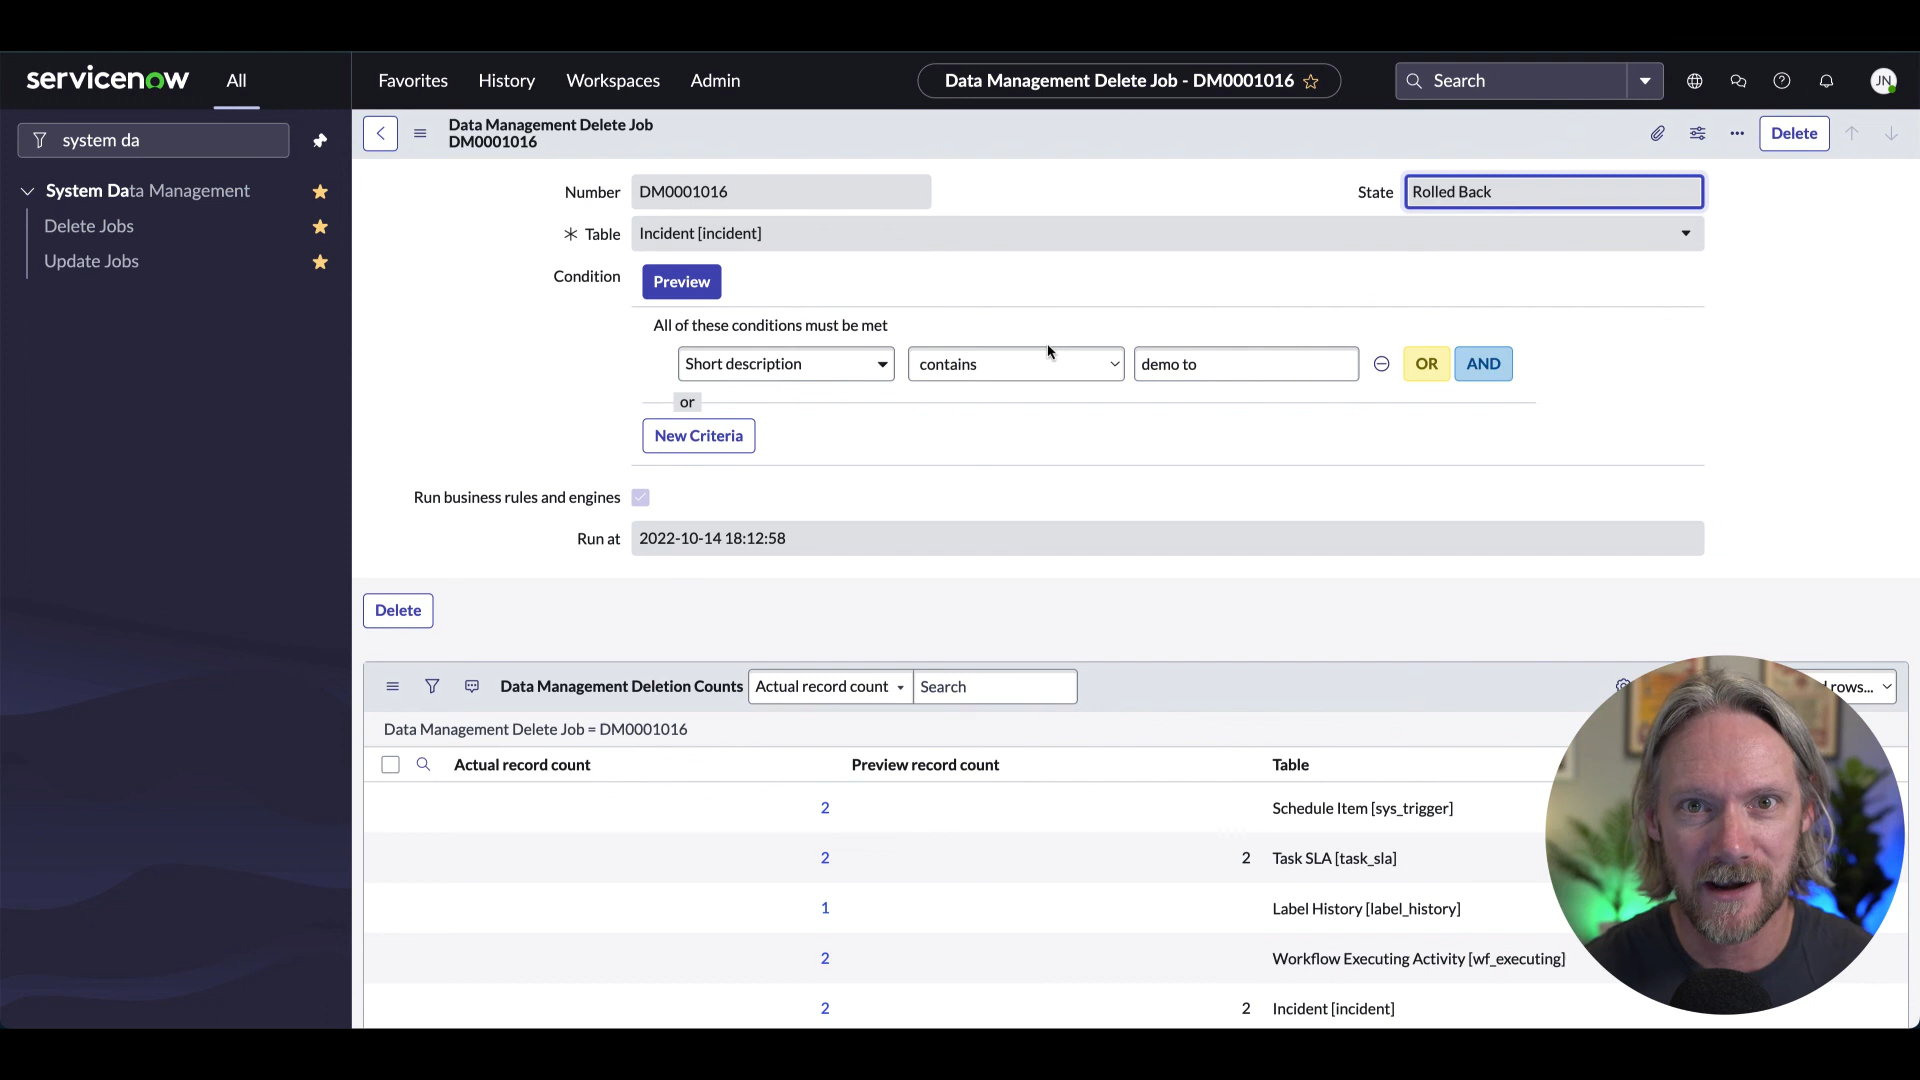 servicenow
All
Favorites
History
Workspaces
Admin
Data Management Delete Job - DM0001016
Search
JN
system da
Data Management Delete Job
DM0001016
Delete
System Data Management
Delete Jobs
Update Jobs
Number
DM0001016
State
Rolled Back
Table
Incident [incident]
Condition
Preview
All of these conditions must be met
Short description
contains
demo to
OR
AND
or
New Criteria
Run business rules and engines
Run at
2022-10-14 18:12:58
Delete
Data Management Deletion Counts
Actual record count
Search
rows...
Data Management Delete Job = DM0001016
Actual record count
Preview record count
Table
2
Schedule Item [sys_trigger]
2
2
Task SLA [task_sla]
1
Label History [label_history]
2
Workflow Executing Activity [wf_executing]
2
2
Incident [incident]